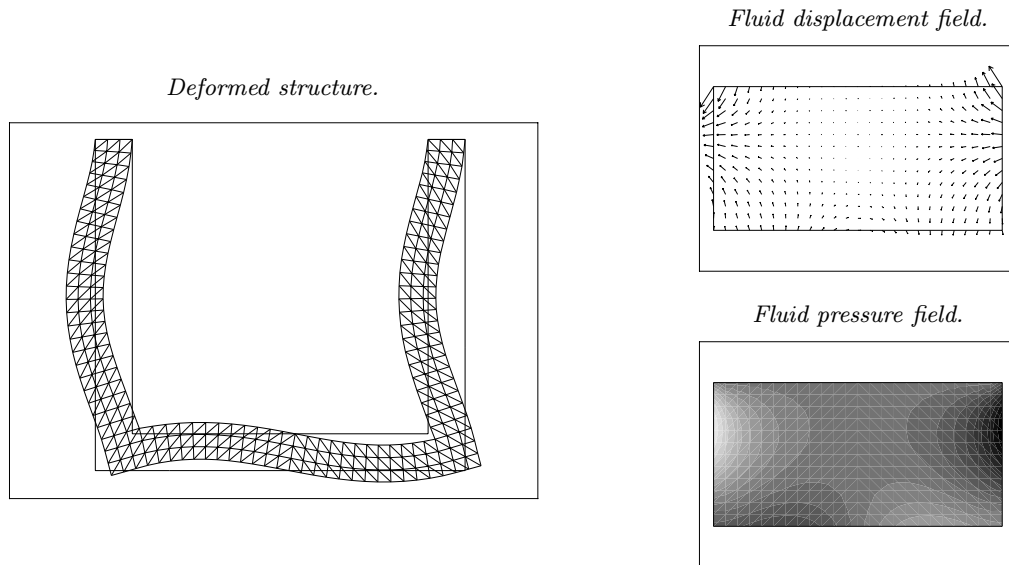 Fluid displacement field.
Deformed structure.
Fluid pressure field.